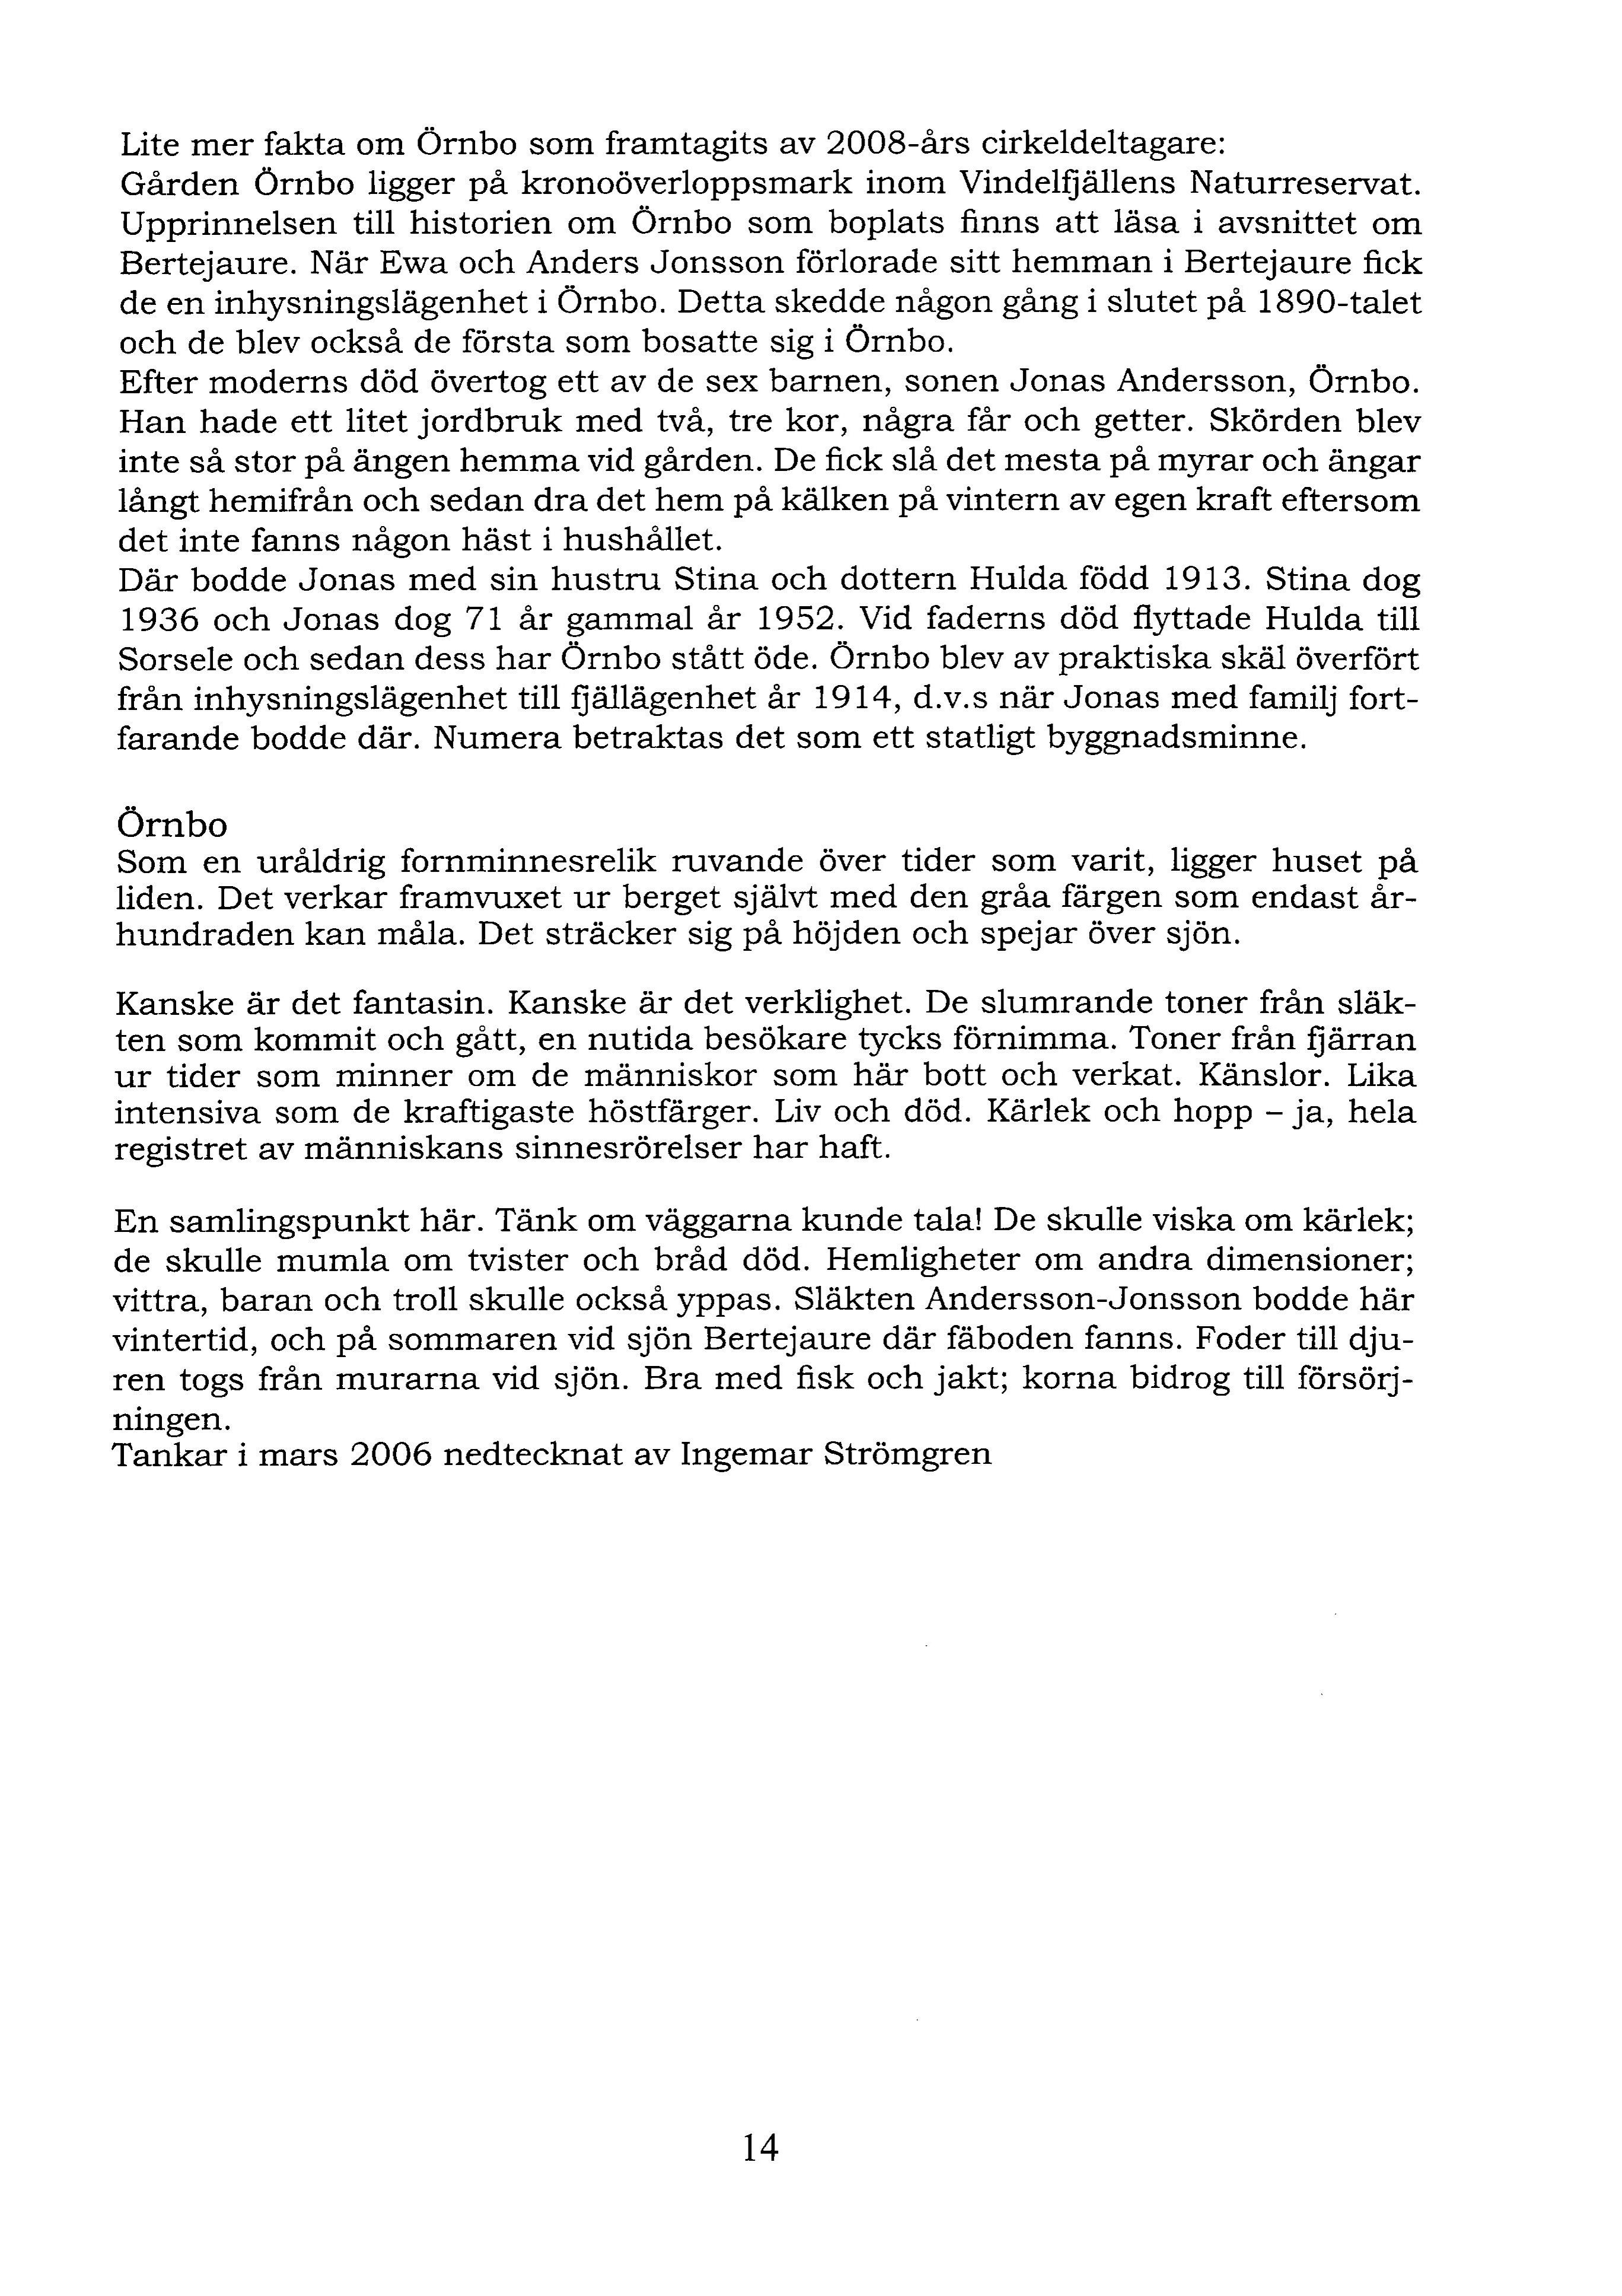 Lite mer fakta om Örnbo som framtagits av 2008-års cirkeldeltagare:
Gården Örnbo ligger på kronoöverloppsmark inom Vindelfjällens Naturreservat.
Upprinnelsen till historien om Örnbo som boplats finns att läsa i avsnittet om
Bertejaure. När Ewa och Anders Jonsson förlorade sitt hemman i Bertejaure fick
de en inhysningslägenhet i Örnbo. Detta skedde någon gång i slutet på 1890-talet
och de blev också de första som bosatte sig i Örnbo.
Efter moderns död övertog ett av de sex barnen, sonen Jonas Andersson, Örnbo.
Han hade ett litet jordbruk med två, tre kor, några får och getter. Skörden blev
inte så stor på ängen hemma vid gården. De fick slå det mesta på myrar och ängar
långt hemifrån och sedan dra det hem på kälken på vintern av egen kraft eftersom
det inte fanns någon häst i hushållet.
Där bodde Jonas med sin hustru Stina och dottern Hulda född 1913. Stina dog
1936 och Jonas dog 71 år gammal år 1952. Vid faderns död flyttade Hulda till
Sorsele och sedan dess har Örnbo stått öde. Örnbo blev av praktiska skäl överfört
från inhysningslägenhet till fjällägenhet år 1914, d.v.s när Jonas med familj fort-
farande bodde där. Numera betraktas det som ett statligt byggnadsminne.
Örnbo
Som en uråldrig fornminnesrelik ruvande över tider som varit, ligger huset på
liden. Det verkar framvuxet ur berget självt med den gråa färgen som endast år-
hundraden kan måla. Det sträcker sig på höjden och spejar över sjön.
Kanske är det fantasin. Kanske är det verklighet. De slumrande toner från släk-
ten som kommit och gått, en nutida besökare tycks förnimma. Toner från fjärran
ur tider som minner om de människor som här bott och verkat. Känslor. Lika
intensiva som de kraftigaste höstfärger. Liv och död. Kärlek och hopp – ja, hela
registret av människans sinnesrörelser har haft.
En samlingspunkt här. Tänk om väggarna kunde tala! De skulle viska om kärlek;
de skulle mumla om tvister och bråd död. Hemligheter om andra dimensioner;
vittra, baran och troll skulle också yppas. Släkten Andersson-Jonsson bodde här
vintertid, och på sommaren vid sjön Bertejaure där fäboden fanns. Foder till dju-
ren togs från murarna vid sjön. Bra med fisk och jakt; korna bidrog till försörj-
ningen.
Tankar i mars 2006 nedtecknat av Ingemar Strömgren
14